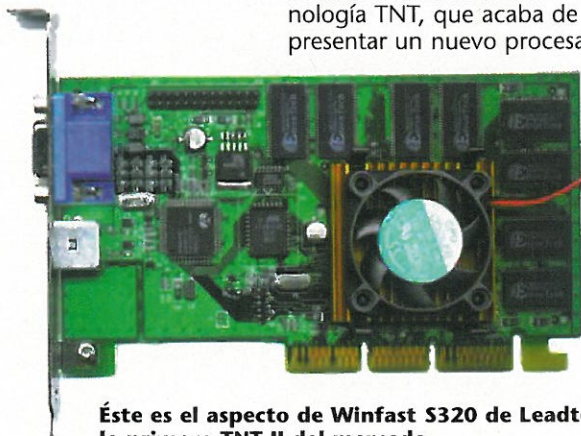 nología TNT, que acaba de
presentar un nuevo procesa
Éste es el aspecto de Winfast S320 de Leadt